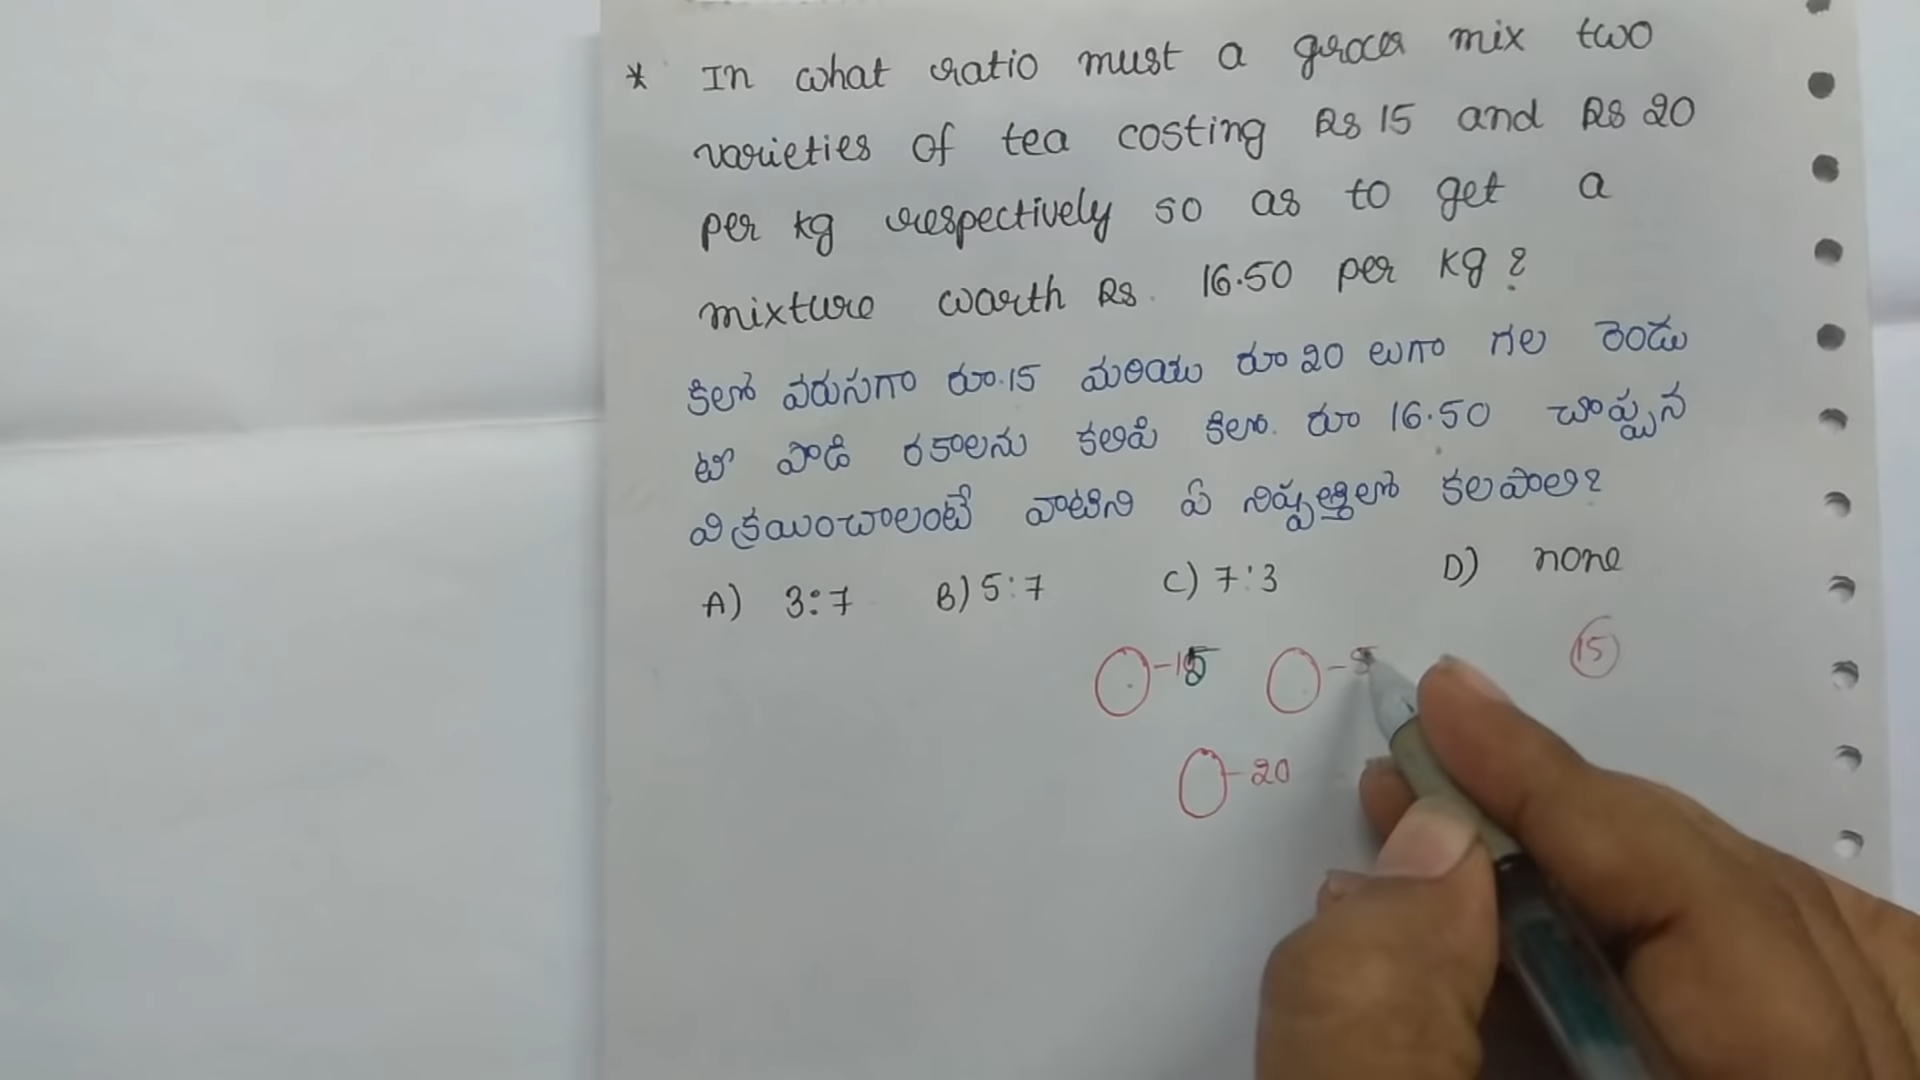 * In what ratio must a grocer mix two
varieties of tea costing Rs 15 and Rs 20
per kg respectively so as to get a
mixture worth Rs. 16.50 per kg?
కిలో వరుసగా రూ.15 మరియు రూ 20 లుగా గల రెండు
టీ పొడి రకాలను కలిపి కిలో. రూ 16.50 చొప్పున
విక్రయించాలంటే వాటిని ఏ నిష్పత్తిలో కలపాలి?
A) 3:7 B) 5:7 C) 7:3 D) none
-15 - 15
-20